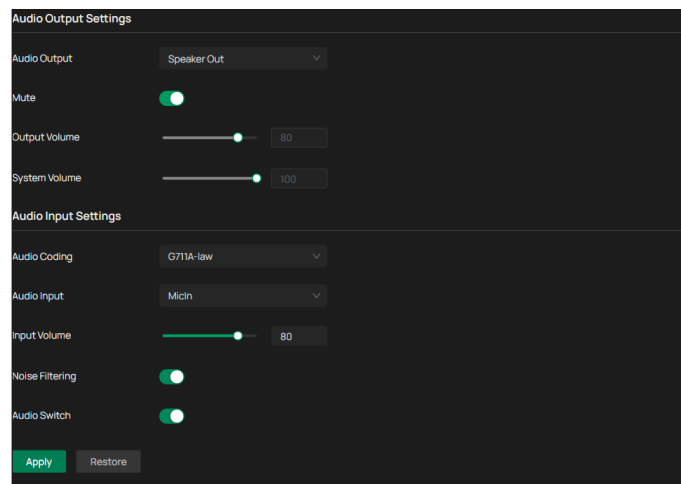 Audio Output Settings
Audio Output Speaker Out
Mute
Output Volume 80
System Volume 100
Audio Input Settings
Audio Coding G711A-law
Audio Input MicIn
Input Volume 80
Noise Filtering
Audio Switch
Apply Restore